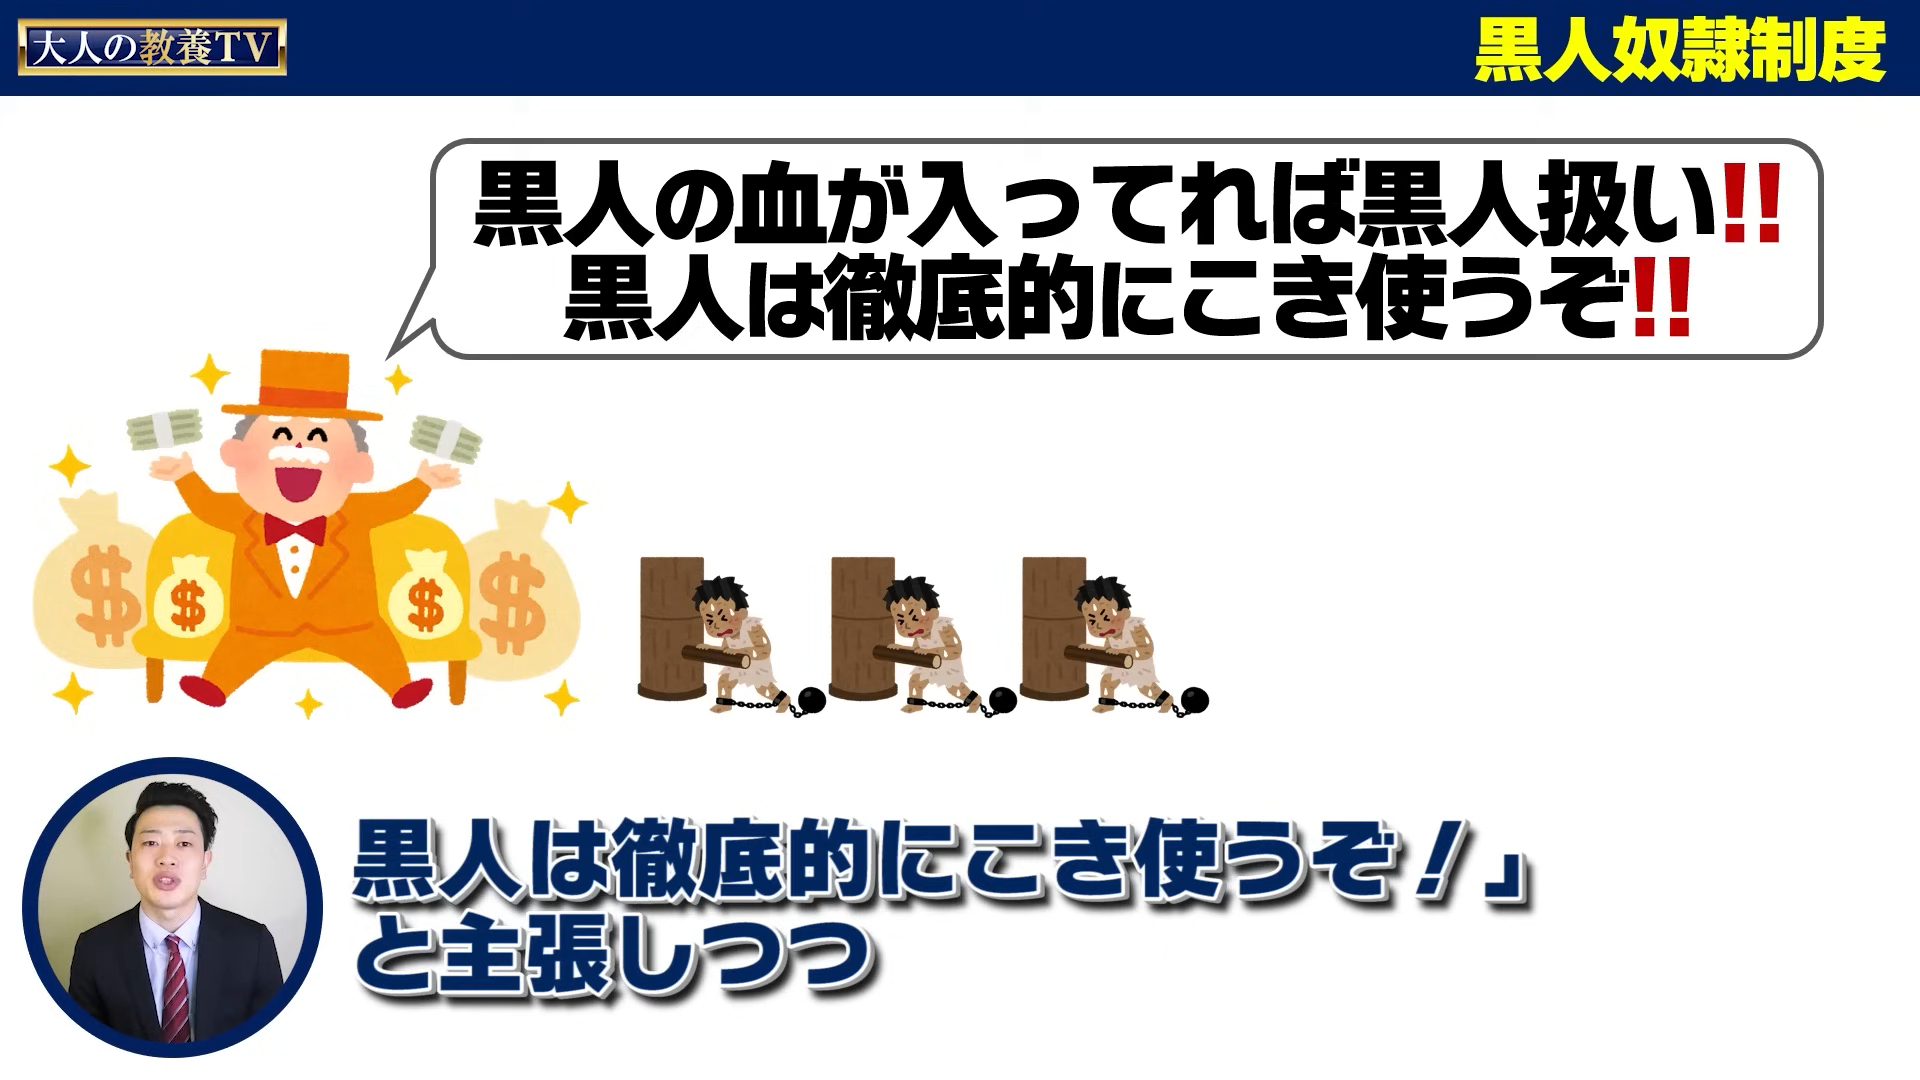 大人の教養TV
黒人奴隷制度
黒人の血が入ってれば黒人扱い!!
黒人は徹底的にこき使うぞ!!
$
$
$
$
黒人は徹底的にこき使うぞ！」
と主張しつつ